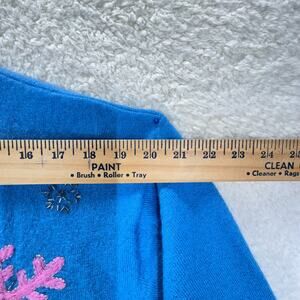 16 17 18 19 20 21 22 23 24 25
PAINT CLEAN
• Brush • Roller • Tray • Cleaner • Rags